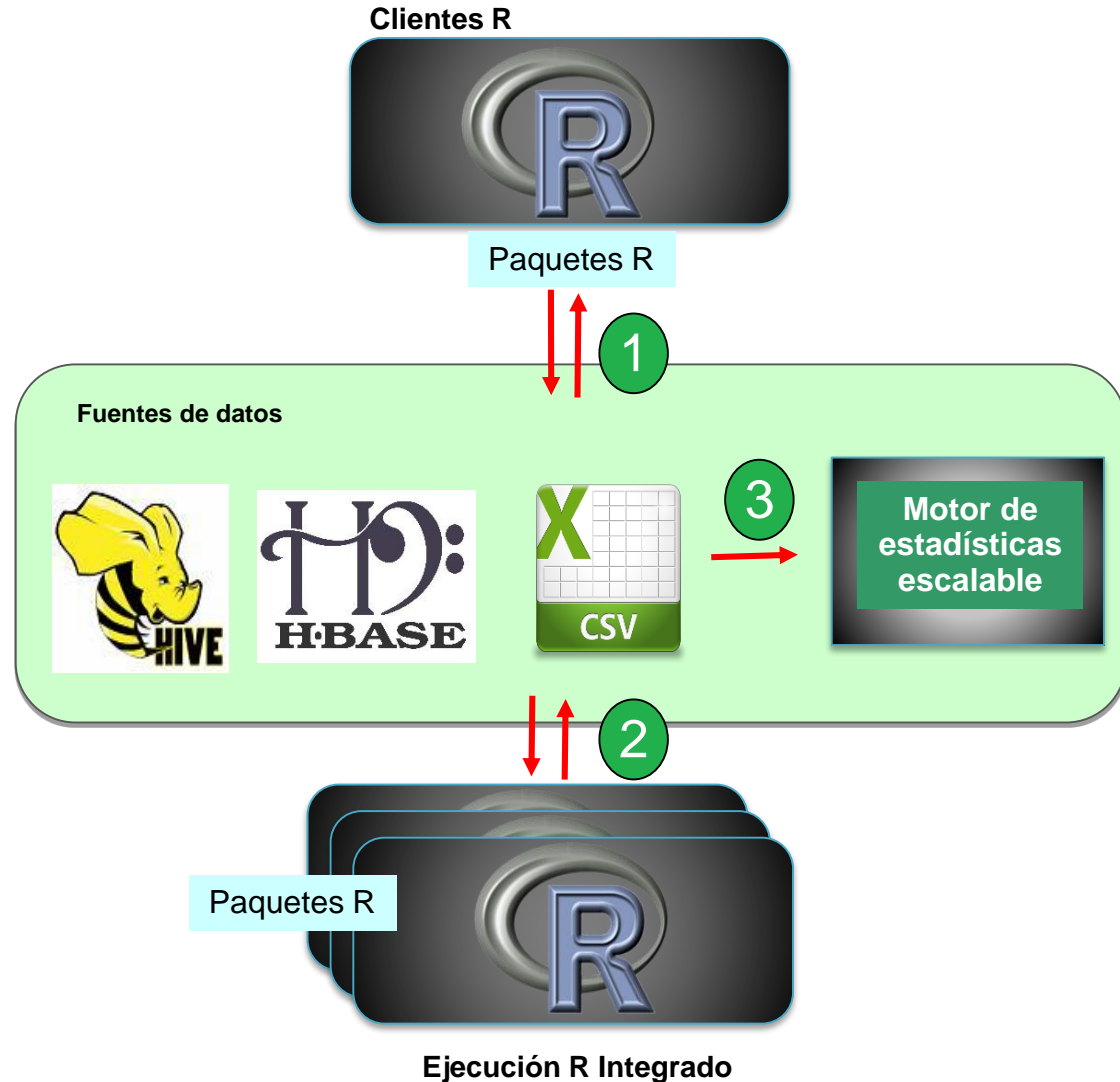 Clientes R
R
Paquetes R
1
Fuentes de datos
HIVE
H·BASE
X
CSV
3
Motor de
estadísticas
escalable
2
Paquetes R
R
Ejecución R Integrado